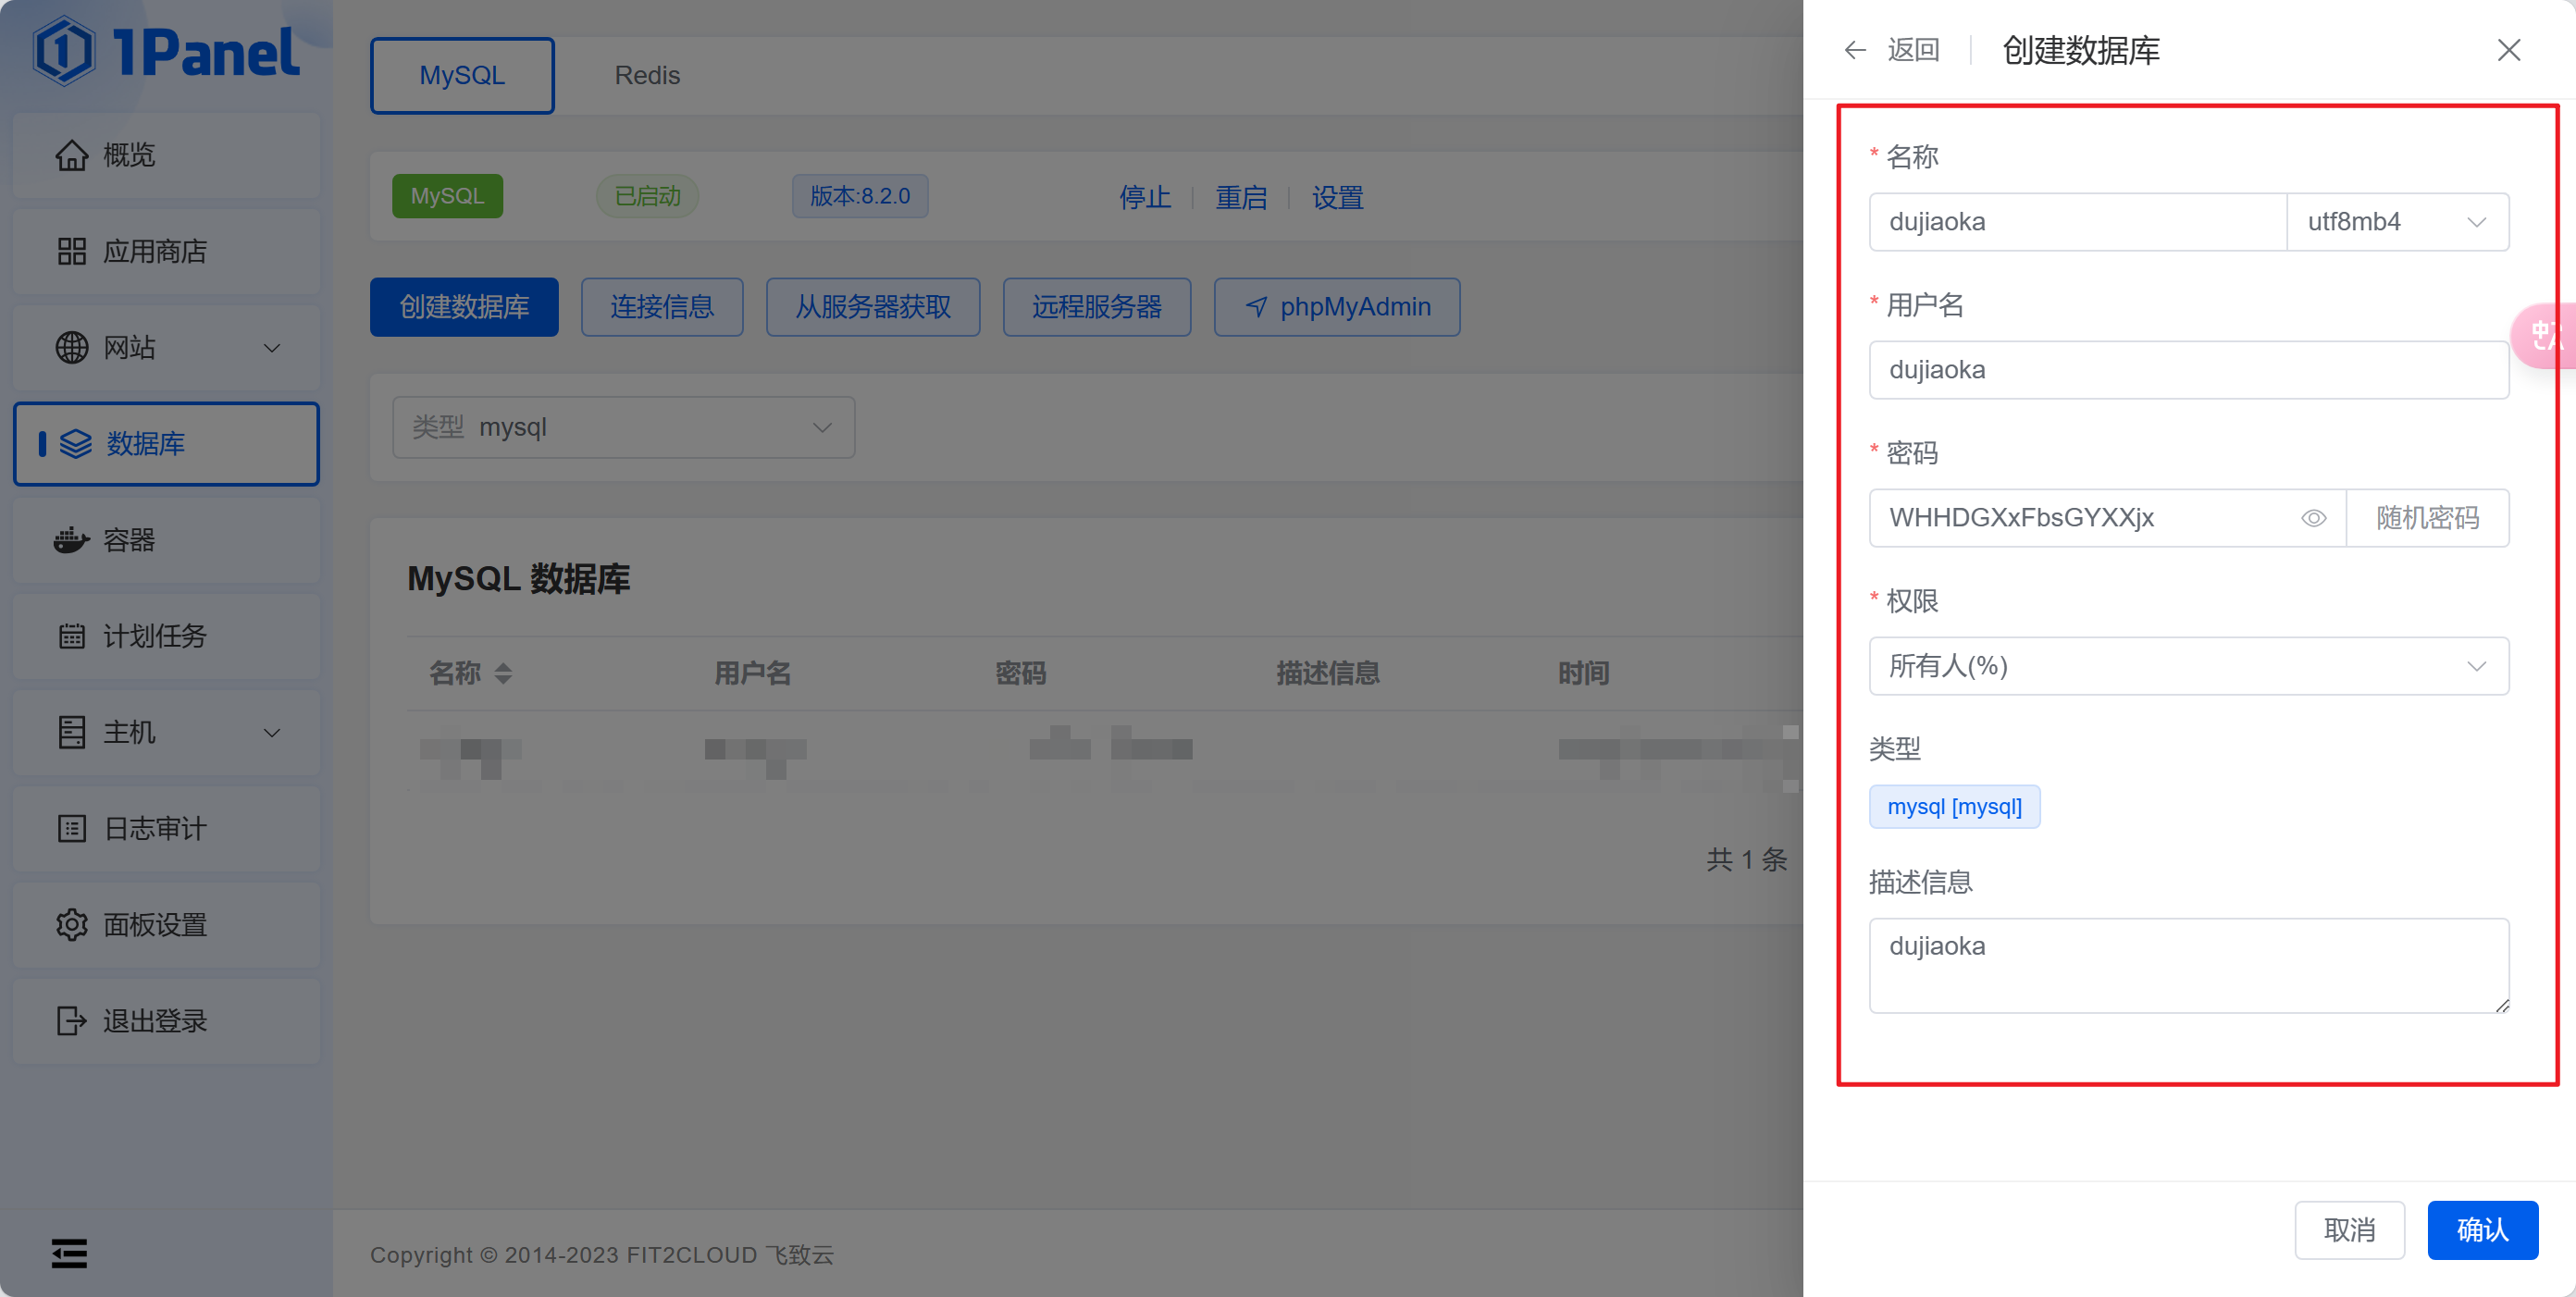 1Panel
概览
应用商店
网站
数据库
容器
计划任务
主机
日志审计
面板设置
退出登录
MySQL Redis
MySQL 已启动 版本:8.2.0 停止 重启 设置
创建数据库 连接信息 从服务器获取 远程服务器 phpMyAdmin
类型 mysql
MySQL 数据库
名称 用户名 密码 描述信息 时间
共 1 条
Copyright © 2014-2023 FIT2CLOUD 飞致云
返回 创建数据库
* 名称
dujiaoka utf8mb4
* 用户名
dujiaoka
* 密码
WHHDGXxFbsGYXXjx 随机密码
* 权限
所有人(%)
类型
mysql [mysql]
描述信息
dujiaoka
取消 确认